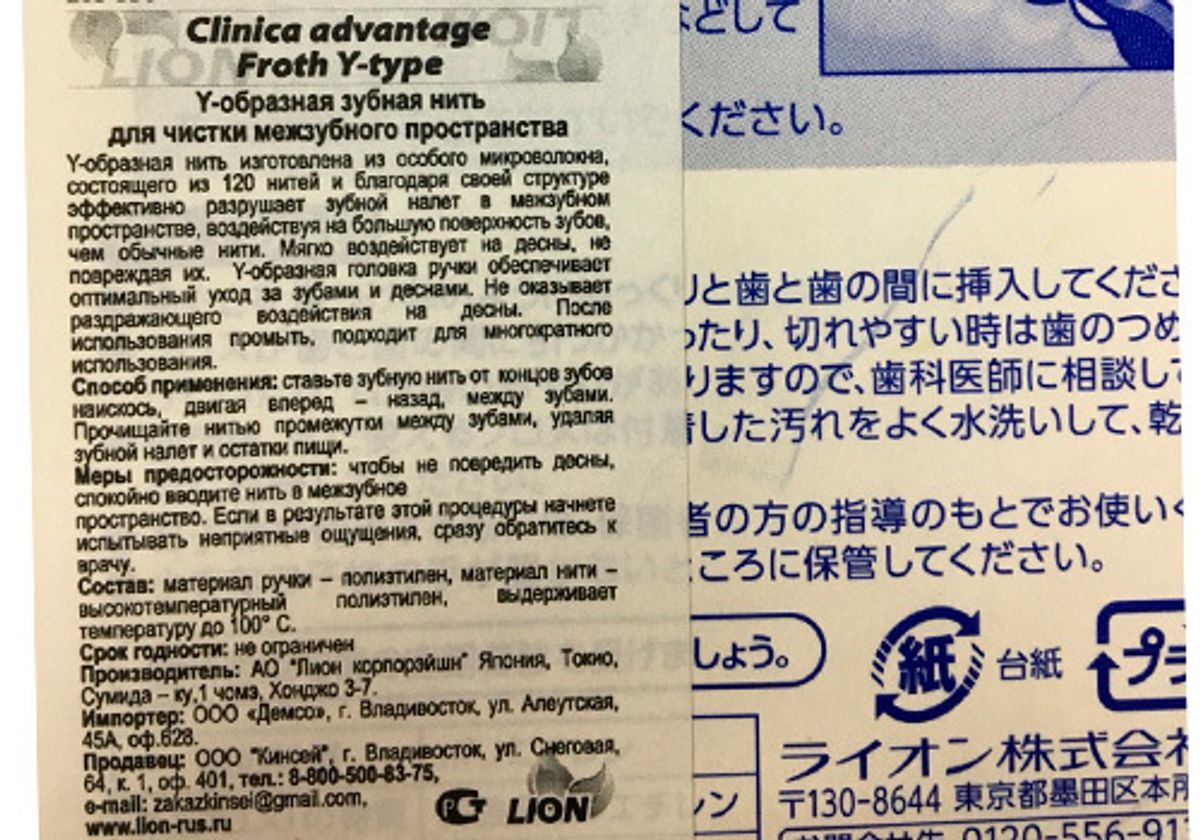 Clinica advantage
Froth Y-type
Y-образная зубная нить
для чистки межзубного пространства
Y-образная нить изготовлена из особого микроволокна,
состоящего из 120 нитей и благодаря своей структуре
эффективно разрушает зубной налет в межзубном
пространстве, воздействуя на большую поверхность зубов,
чем обычные нити. Мягко воздействует на десны, не
повреждая их. Y-образная головка ручки обеспечивает
оптимальный уход за зубами и деснами. Не оказывает
раздражающего воздействия на десны. После
использования промыть, подходит для многократного
использования.
Способ применения: ставьте зубную нить от концов зубов
наискось, двигая вперед – назад, между зубами.
Прочищайте нитью промежутки между зубами, удаляя
зубной налет и остатки пищи.
Меры предосторожности: чтобы не повредить десны,
спокойно вводите нить в межзубное
пространство. Если в результате этой процедуры начнете
испытывать неприятные ощущения, сразу обратитесь к
врачу.
Состав: материал ручки – полиэтилен, материал нити –
высокотемпературный полиэтилен, выдерживает
температуру до 100° С.
Срок годности: не ограничен
Производитель: АО "Лион корпорэйшн" Япония, Токио,
Сумида – ку,1 чомэ, Хонджо 3-7.
Импортер: ООО «Демсо», г. Владивосток, ул. Алеутская,
45А, оф.628.
Продавец: ООО "Кинсей", г. Владивосток, ул. Снеговая,
64, к. 1, оф. 401, тел.: 8-800-500-83-75,
e-mail: zakazkinsei@gmail.com,
www.lion-rus.ru
LION
などして
ください。
りと歯と歯の間に挿入してくださ
ったり、切れやすい時は歯のつめ
りますので、歯科医師に相談して
着した汚れをよく水洗いして、乾
者の方の指導のもとでお使いく
ころに保管してください。
しょう。
紙 台紙
プラ
ライオン株式会社
〒130-8644 東京都墨田区本所
レン
お問合せ先 0120-556-91